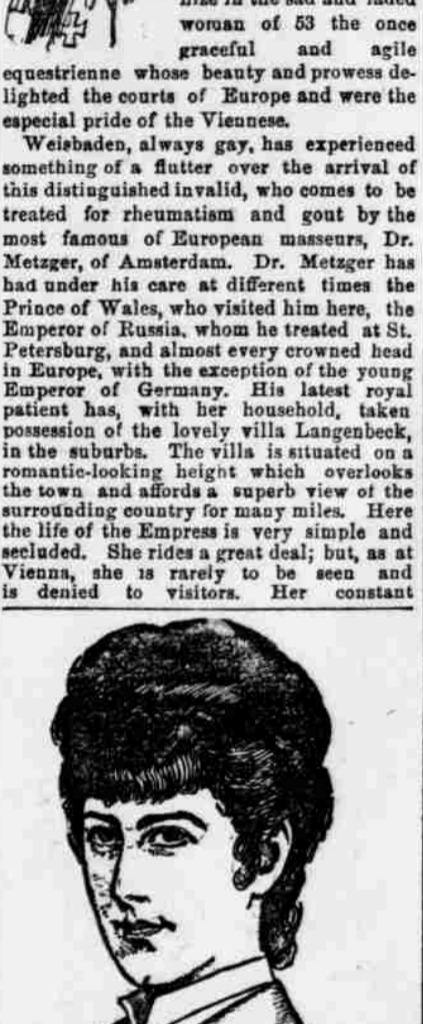 woman of 53 the once
graceful and agile
equestrienne whose beauty and prowess de-
lighted the courts of Europe and were the
especial pride of the Viennese.
Weisbaden, always gay, has experienced
something of a flutter over the arrival of
this distinguished invalid, who comes to be
treated for rheumatism and gout by the
most famous of European masseurs, Dr.
Metzger, of Amsterdam. Dr. Metzger has
had under his care at different times the
Prince of Wales, who visited him here, the
Emperor of Russia, whom he treated at St.
Petersburg, and almost every crowned head
in Europe, with the exception of the young
Emperor of Germany. His latest royal
patient has, with her household, taken
possession of the lovely villa Langenbeck,
in the suburbs. The villa is situated on a
romantic-looking height which overlooks
the town and affords a superb view of the
surrounding country for many miles. Here
the life of the Empress is very simple and
secluded. She rides a great deal; but, as at
Vienna, she is rarely to be seen and
is denied to visitors. Her constant